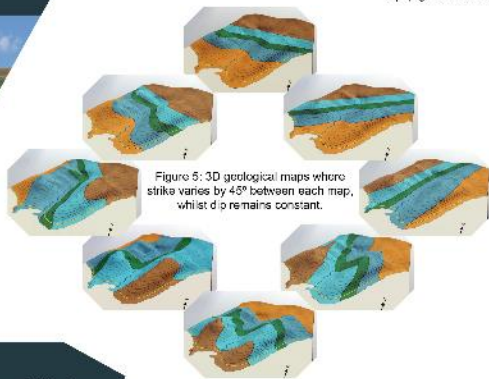 Figure 5: 3D geological maps where
strike varies by 45° between each map,
whilst dip remains constant.